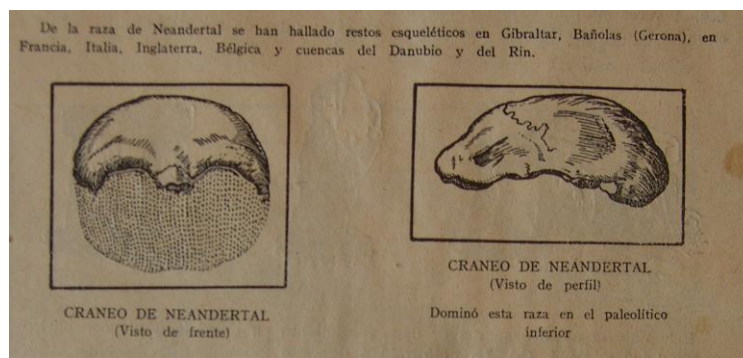 De la raza de Neandertal se han hallado restos esqueléticos en Gibraltar, Bañolas (Gerona), en
Francia, Italia, Inglaterra, Bélgica y cuencas del Danubio y del Rin.
CRANEO DE NEANDERTAL
(Visto de frente)
CRANEO DE NEANDERTAL
(Visto de perfil)
Dominó esta raza en el paleolítico
inferior